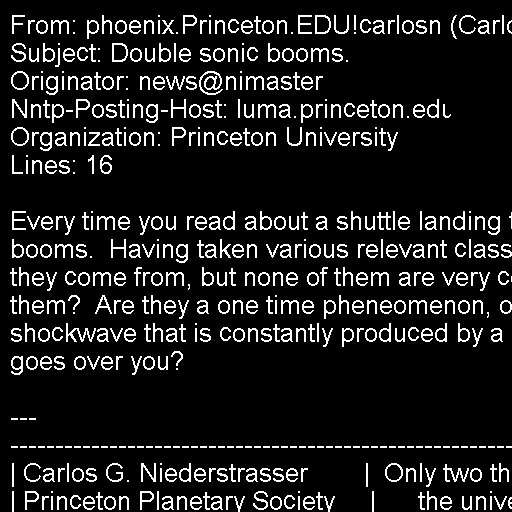 From: phoenix.Princeton.EDU!carlosn (Carlo
Subject: Double sonic booms.
Originator: news@nimaster
Nntp-Posting-Host: luma.princeton.edu
Organization: Princeton University
Lines: 16

Every time you read about a shuttle landing
booms.  Having taken various relevant class
they come from, but none of them are very
them?  Are they a one time pheneomenon,
shockwave that is constantly produced by a
goes over you?

---
----------------------------------------------------------------
| Carlos G. Niederstrasser        |  Only two th
| Princeton Planetary Society     |      the unive